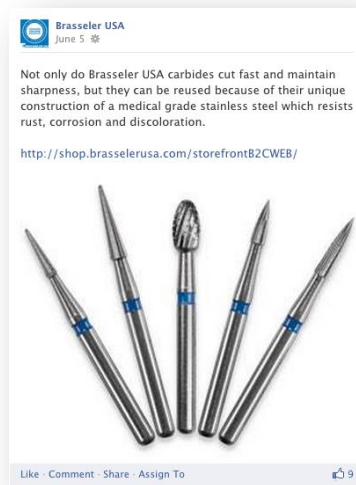 Brasseler USA
June 5
Not only do Brasseler USA carbides cut fast and maintain
sharpness, but they can be reused because of their unique
construction of a medical grade stainless steel which resists
rust, corrosion and discoloration.
http://shop.brasselerusa.com/storefrontB2CWEB/
Like · Comment · Share · Assign To
9